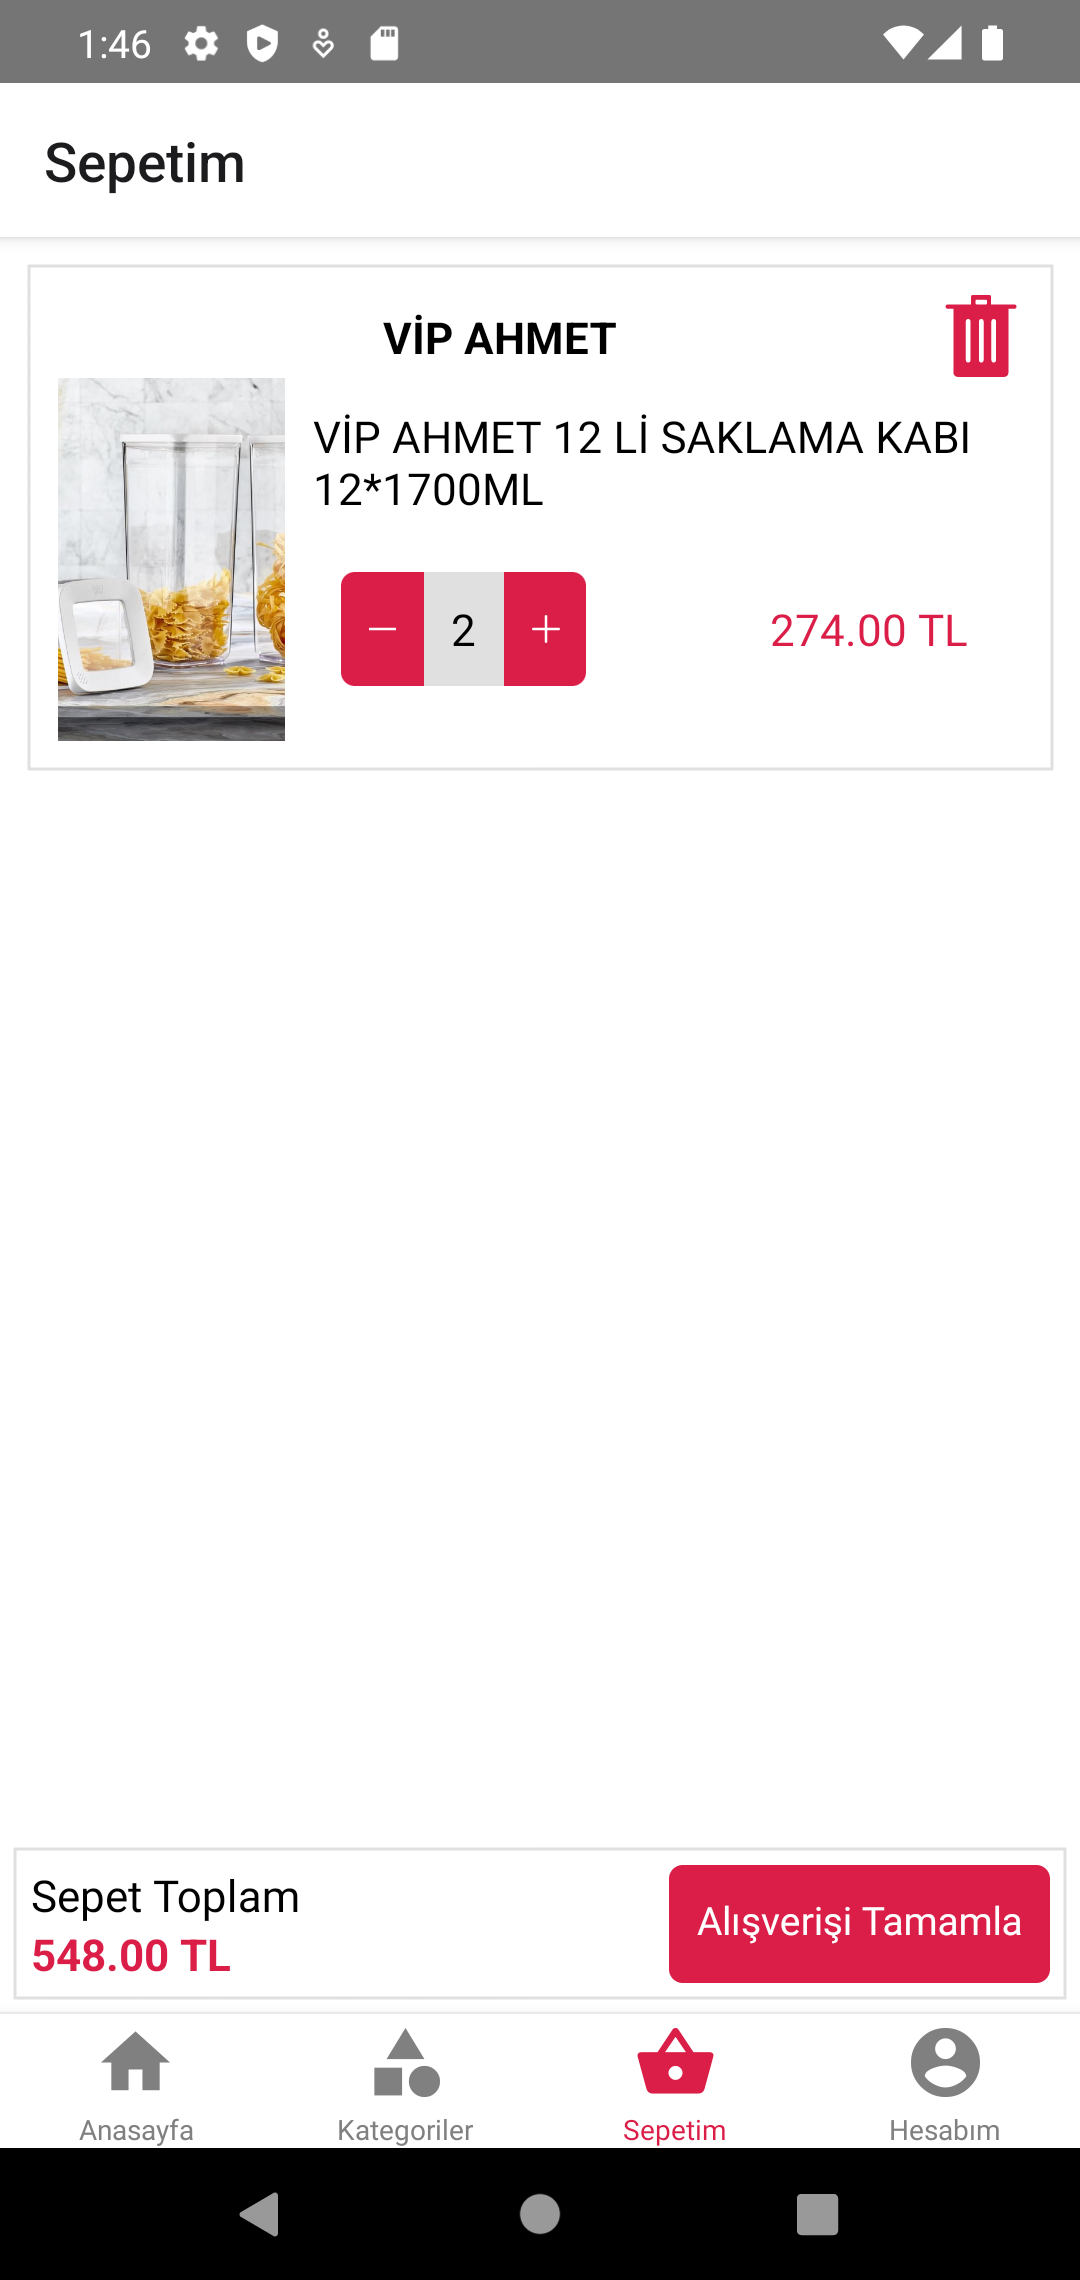 1:46
Sepetim
VİP AHMET
VİP AHMET 12 Lİ SAKLAMA KABI
12*1700ML
2
274.00 TL
Sepet Toplam
548.00 TL
Alışverişi Tamamla
Anasayfa
Kategoriler
Sepetim
Hesabım